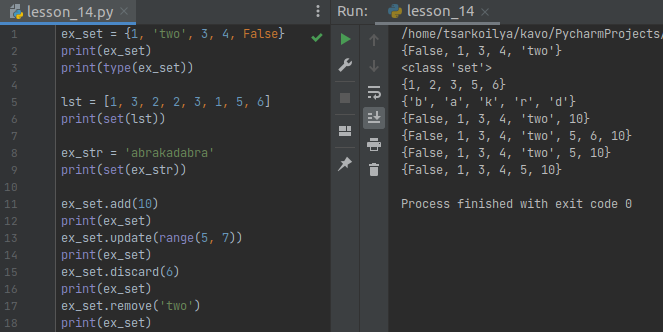 lesson_14.py
1 ex_set = {1, 'two', 3, 4, False}
2 print(ex_set)
3 print(type(ex_set))
4
5 lst = [1, 3, 2, 2, 3, 1, 5, 6]
6 print(set(lst))
7
8 ex_str = 'abrakadabra'
9 print(set(ex_str))
10
11 ex_set.add(10)
12 print(ex_set)
13 ex_set.update(range(5, 7))
14 print(ex_set)
15 ex_set.discard(6)
16 print(ex_set)
17 ex_set.remove('two')
18 print(ex_set)
Run: lesson_14
/home/tsarkoilya/kavo/PycharmProjects/
{False, 1, 3, 4, 'two'}
<class 'set'>
{1, 2, 3, 5, 6}
{'b', 'a', 'k', 'r', 'd'}
{False, 1, 3, 4, 'two', 10}
{False, 1, 3, 4, 'two', 5, 6, 10}
{False, 1, 3, 4, 'two', 5, 10}
{False, 1, 3, 4, 5, 10}
Process finished with exit code 0